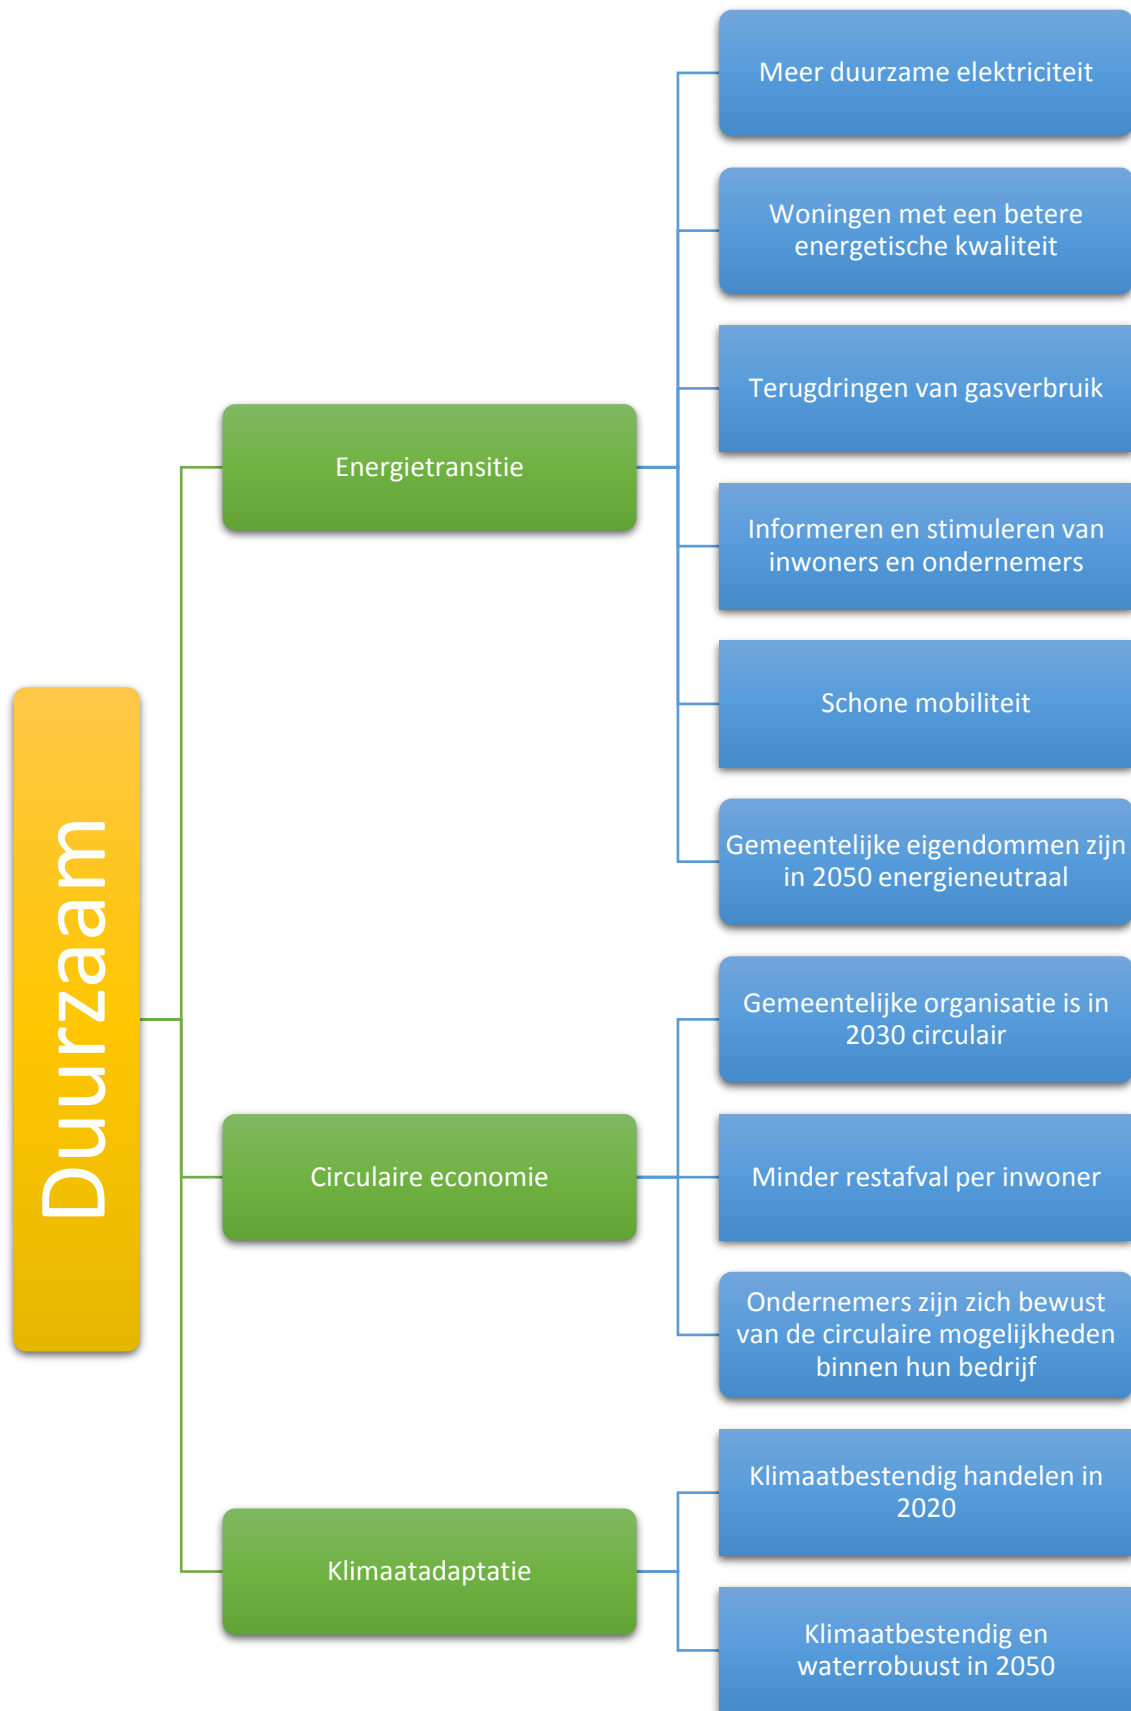 Duurzaam
Energietransitie
Meer duurzame elektriciteit
Woningen met een betere
energetische kwaliteit
Terugdringen van gasverbruik
Informeren en stimuleren van
inwoners en ondernemers
Schone mobiliteit
Gemeentelijke eigendommen zijn
in 2050 energieneutraal
Circulaire economie
Gemeentelijke organisatie is in
2030 circulair
Minder restafval per inwoner
Ondernemers zijn zich bewust
van de circulaire mogelijkheden
binnen hun bedrijf
Klimaatadaptatie
Klimaatbestendig handelen in
2020
Klimaatbestendig en
waterrobuust in 2050